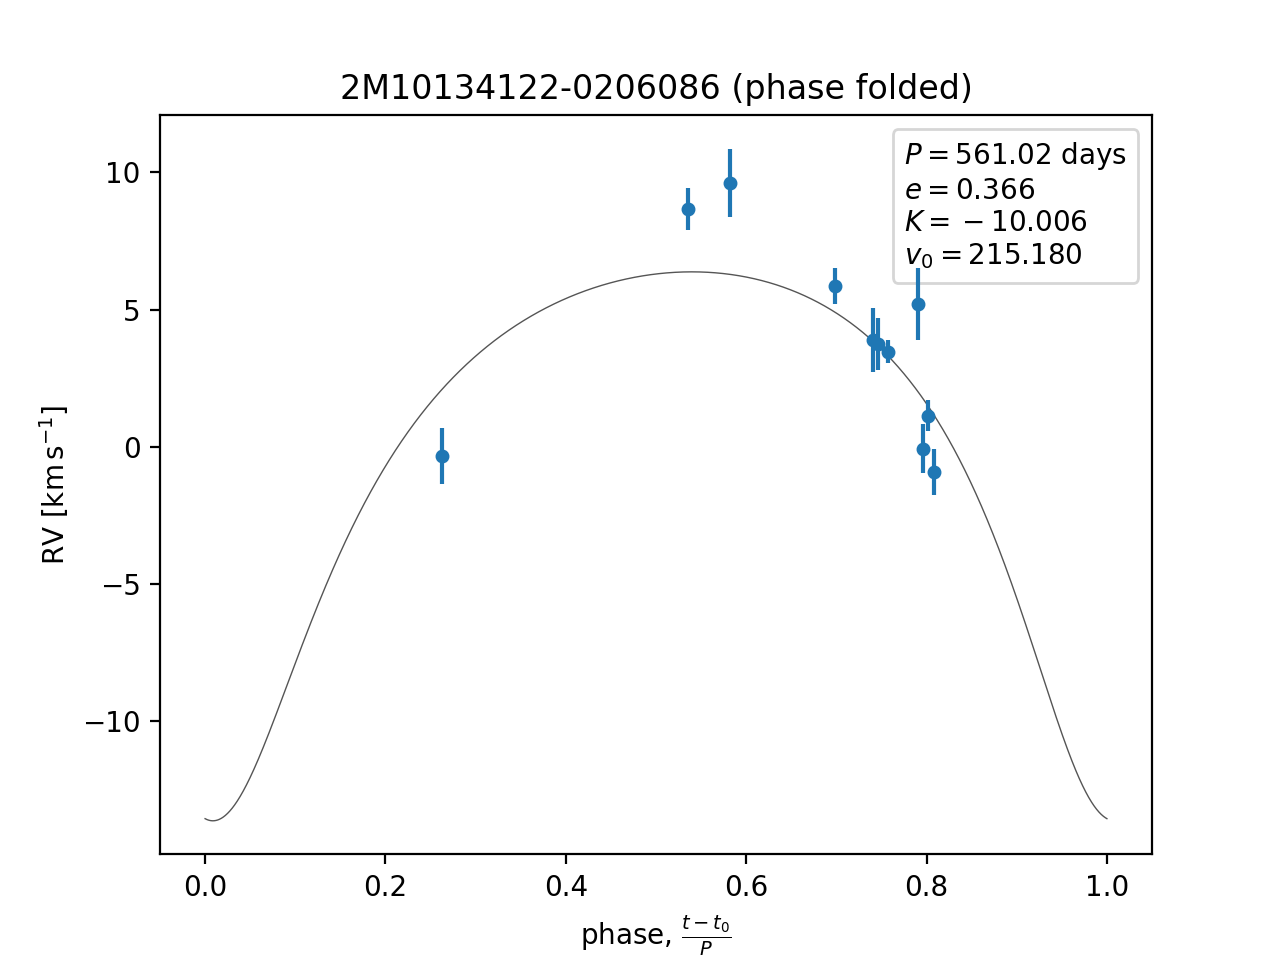 2M10134122-0206086 (phase folded)
P = 561.02 days
e = 0.366
K = − 10.006
v₀ = 215.180
RV [km s⁻¹]
10
5
0
−5
−10
0.0 0.2 0.4 0.6 0.8 1.0
phase, (t − t₀)/P